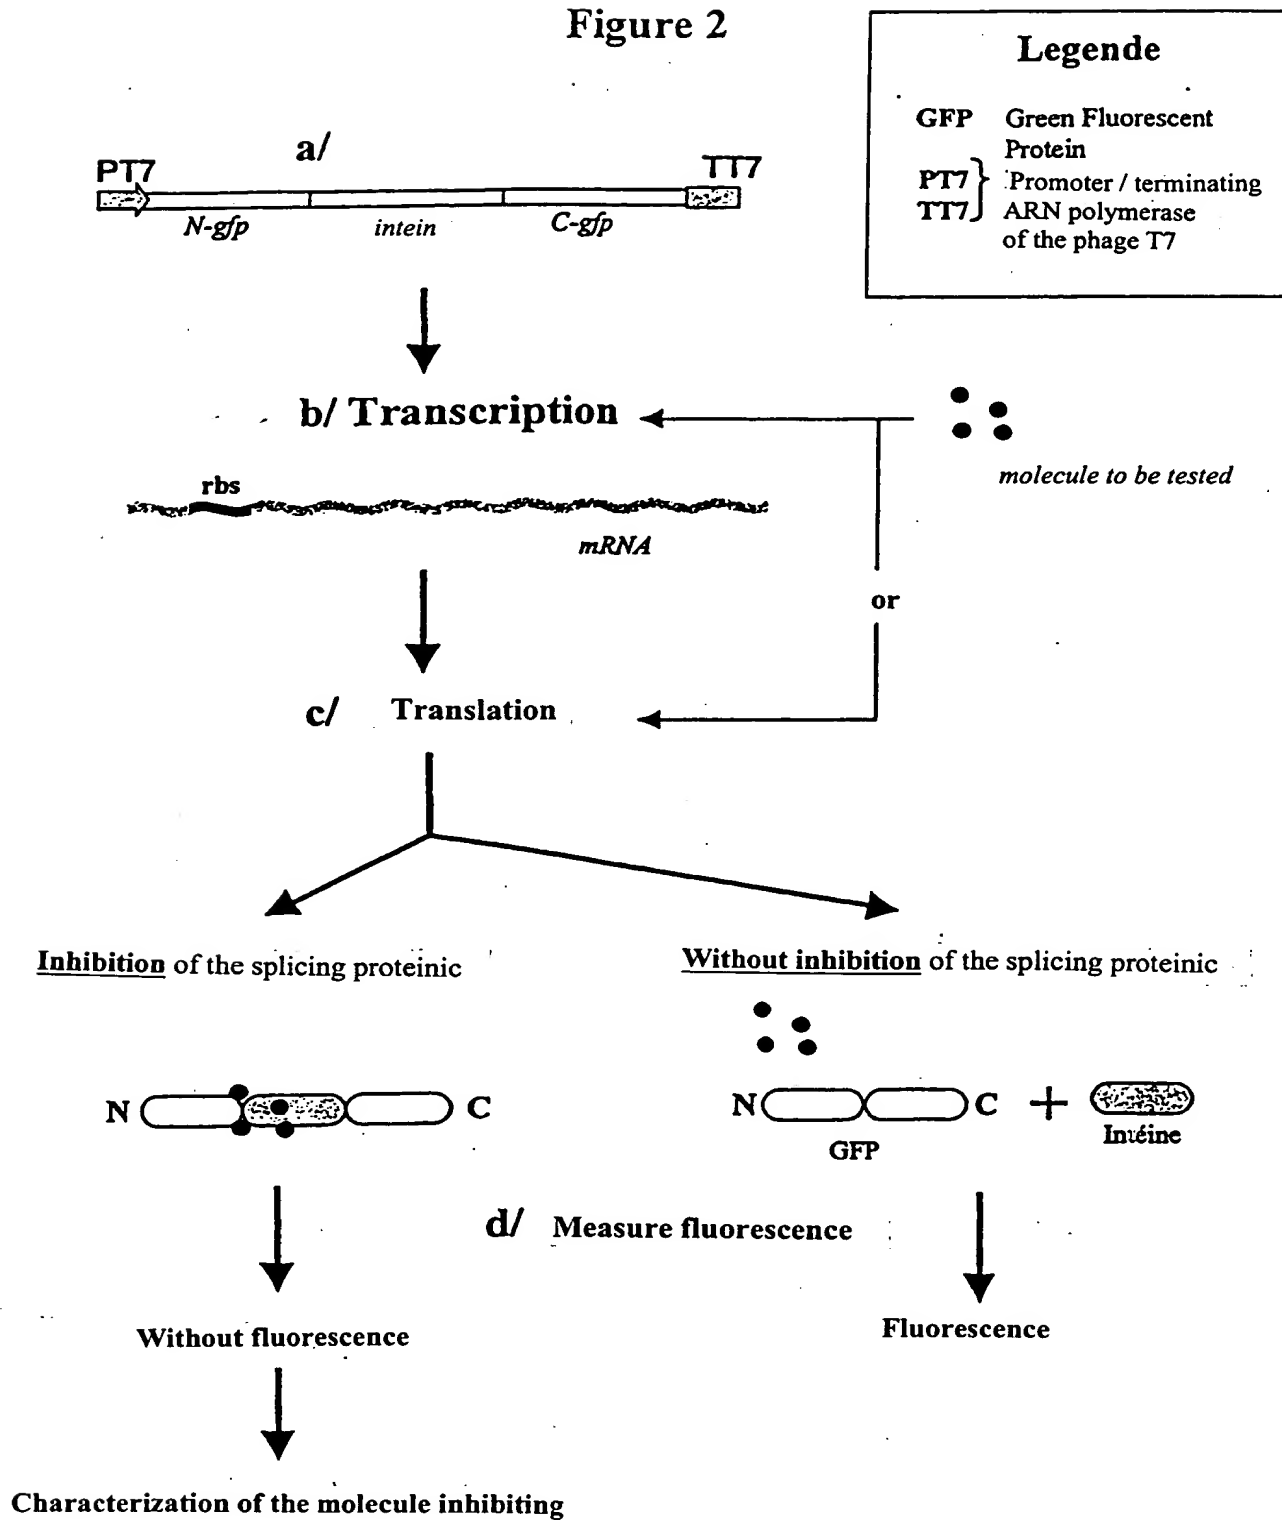 Figure 2
Legende
GFP Green Fluorescent
Protein
PT7 Promoter / terminating
TT7 ARN polymerase
of the phage T7
a/
PT7
TT7
N-gfp
intein
C-gfp
b/ Transcription
molecule to be tested
rbs
mRNA
or
c/ Translation
Inhibition of the splicing proteinic
Without inhibition of the splicing proteinic
N
C
N
C
+
GFP
Intéine
d/ Measure fluorescence
Without fluorescence
Fluorescence
Characterization of the molecule inhibiting